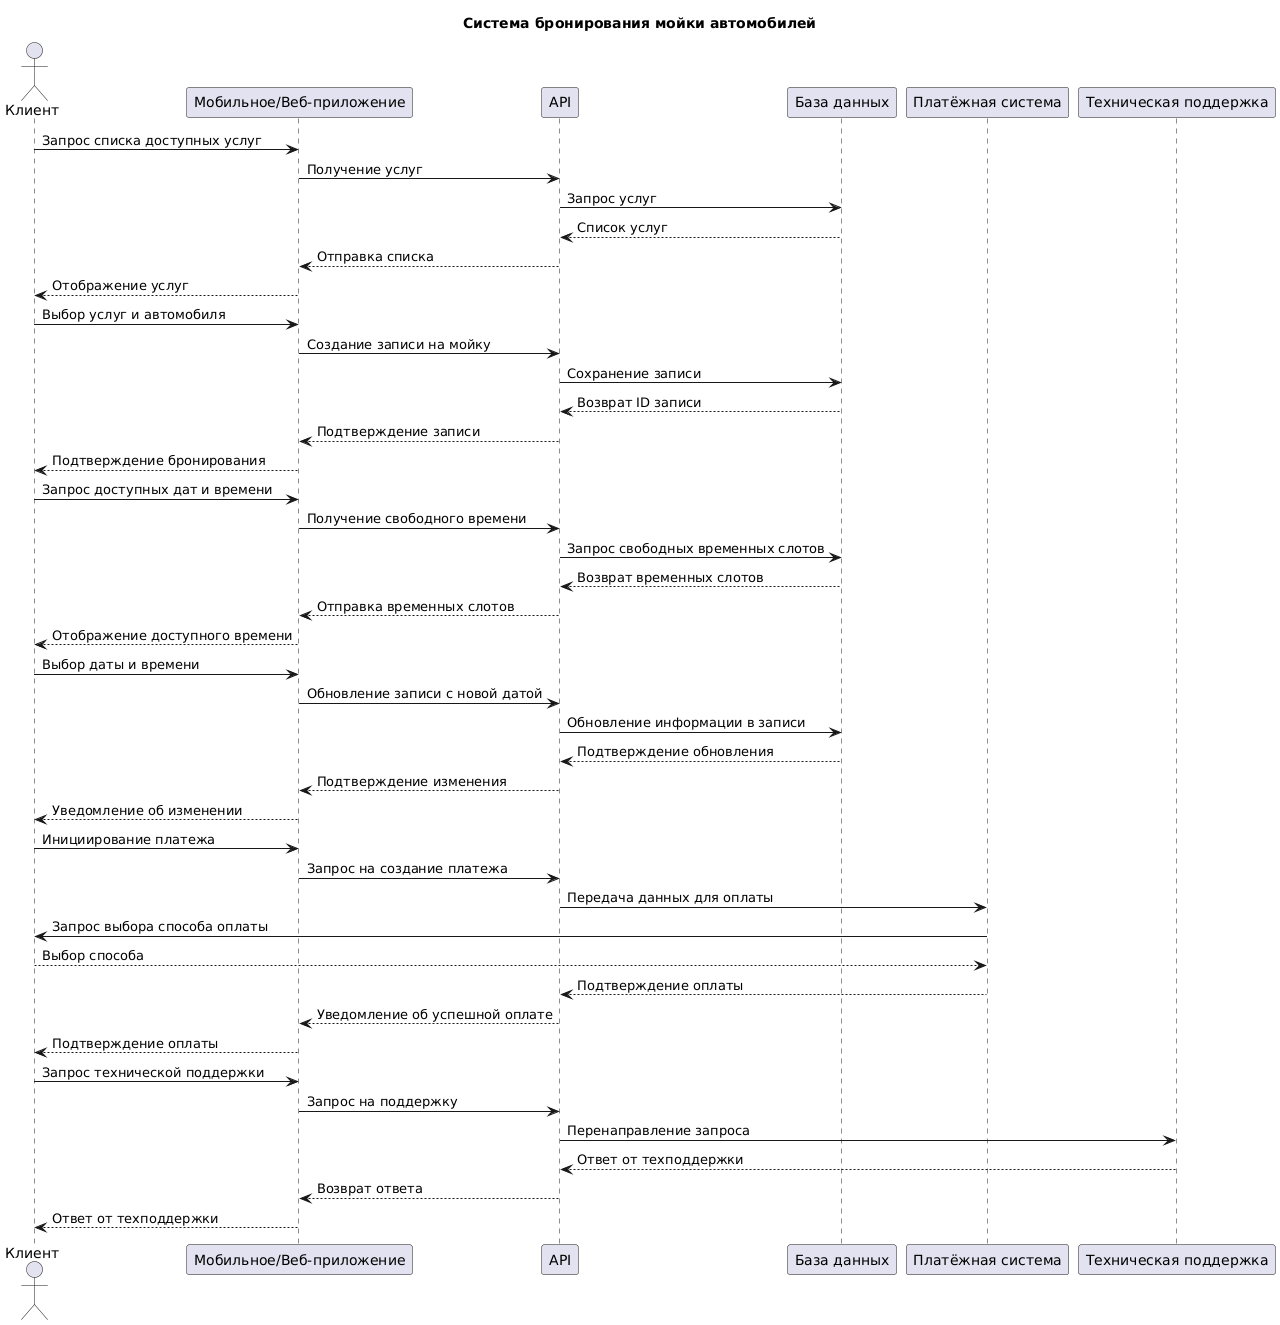 Система бронирования мойки автомобилей
Клиент
Мобильное/Веб-приложение
API
База данных
Платёжная система
Техническая поддержка
Запрос списка доступных услуг
Получение услуг
Запрос услуг
Список услуг
Отправка списка
Отображение услуг
Выбор услуг и автомобиля
Создание записи на мойку
Сохранение записи
Возврат ID записи
Подтверждение записи
Подтверждение бронирования
Запрос доступных дат и времени
Получение свободного времени
Запрос свободных временных слотов
Возврат временных слотов
Отправка временных слотов
Отображение доступного времени
Выбор даты и времени
Обновление записи с новой датой
Обновление информации в записи
Подтверждение обновления
Подтверждение изменения
Уведомление об изменении
Инициирование платежа
Запрос на создание платежа
Передача данных для оплаты
Запрос выбора способа оплаты
Выбор способа
Подтверждение оплаты
Уведомление об успешной оплате
Подтверждение оплаты
Запрос технической поддержки
Запрос на поддержку
Перенаправление запроса
Ответ от техподдержки
Возврат ответа
Ответ от техподдержки
Клиент
Мобильное/Веб-приложение
API
База данных
Платёжная система
Техническая поддержка